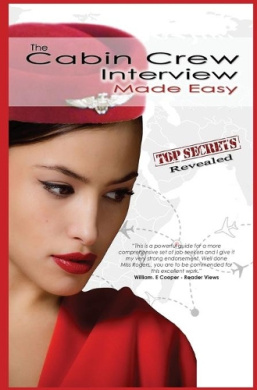 The
Cabin Crew
Interview
Made Easy
TOP SECRETS
Revealed
"This is a powerful guide for a more
comprehensive set of job-seekers and I give it
my very strong endorsement. Well done
Miss Rogers, you are to be commended for
this excellent work."
William. E Cooper - Reader Views